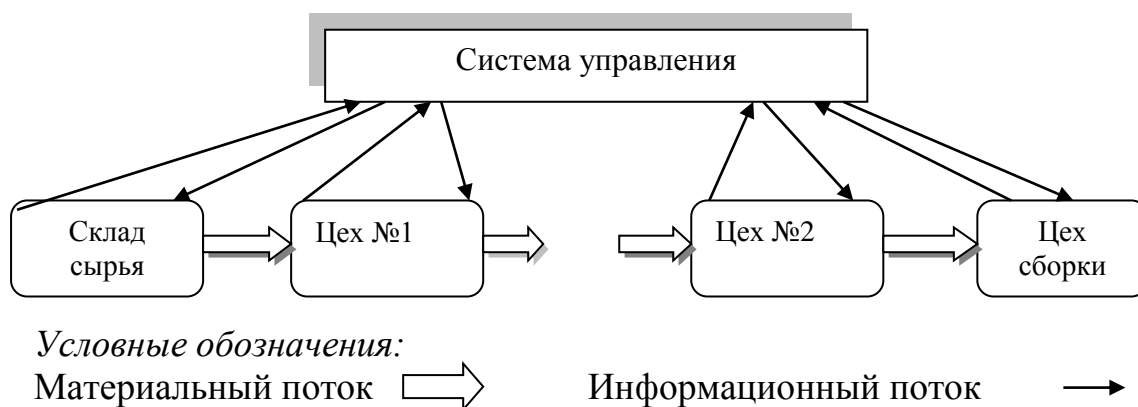 Система управления
Склад
сырья
Цех №1
Цех №2
Цех
сборки
Условные обозначения:
Материальный поток
Информационный поток